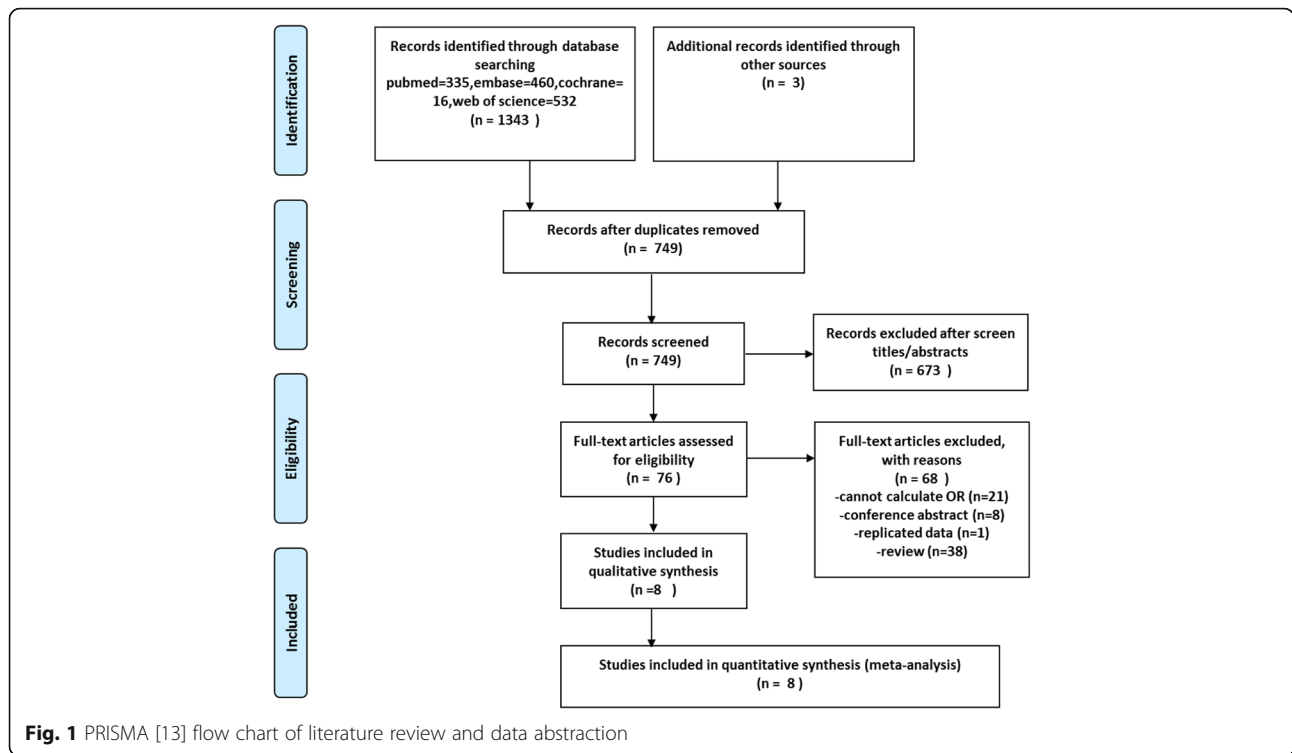 Identification
Records identified through database
searching
pubmed=335,embase=460,cochrane=
16,web of science=532
(n = 1343 )
Additional records identified through
other sources
(n = 3)
Screening
Records after duplicates removed
(n = 749)
Records screened
(n = 749)
Records excluded after screen
titles/abstracts
(n = 673 )
Eligibility
Full-text articles assessed
for eligibility
(n = 76 )
Full-text articles excluded,
with reasons
(n = 68 )
-cannot calculate OR (n=21)
-conference abstract (n=8)
-replicated data (n=1)
-review (n=38)
Included
Studies included in
qualitative synthesis
(n =8 )
Studies included in quantitative synthesis (meta-analysis)
(n = 8 )
Fig. 1 PRISMA [13] flow chart of literature review and data abstraction